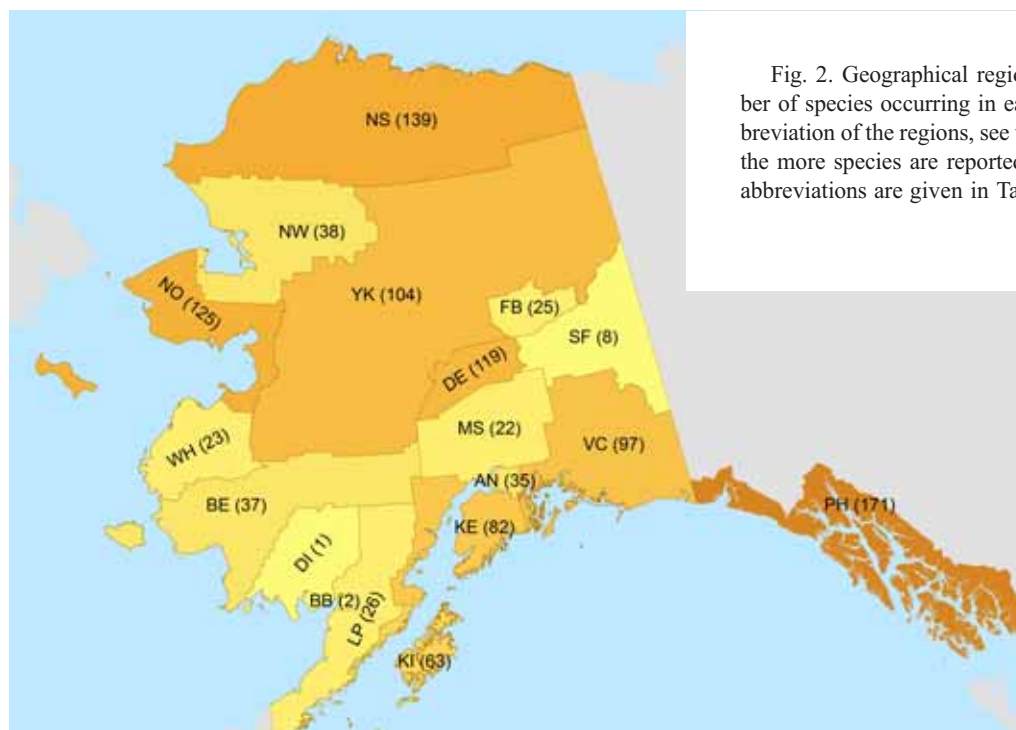 Fig. 2. Geographical regio
ber of species occurring in ea
breviation of the regions, see
the more species are reported
abbreviations are given in Ta
NS (139)
NW (38)
NO (125)
YK (104)
FB (25)
SF (8)
DE (119)
MS (22)
VC (97)
WH (23)
AN (35)
BE (37)
KE (82)
PH (171)
DI (1)
BB (2)
LP (26)
KI (63)